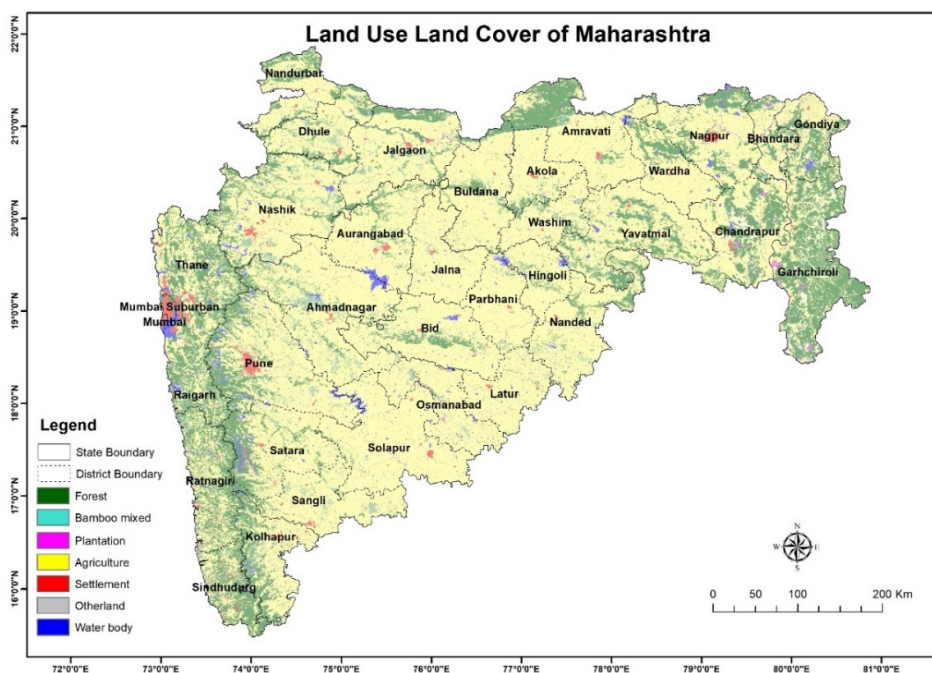 Land Use Land Cover of Maharashtra
22°0'0"N
21°0'0"N
20°0'0"N
19°0'0"N
18°0'0"N
17°0'0"N
16°0'0"N
Nandurbar
Dhule
Jalgaon
Amravati
Nagpur
Bhandara
Gondiya
Akola
Wardha
Buldana
Nashik
Washim
Aurangabad
Yavatmal
Chandrapur
Thane
Jalna
Hingoli
Garhchiroli
Mumbai Suburban
Ahmadnagar
Parbhani
Mumbai
Bid
Nanded
Pune
Raigarh
Latur
Osmanabad
Satara
Solapur
Ratnagiri
Sangli
Kolhapur
Sindhudurg
Legend
State Boundary
District Boundary
Forest
Bamboo mixed
Plantation
Agriculture
Settlement
Otherland
Water body
N
W
E
S
0 50 100 200 Km
72°0'0"E 73°0'0"E 74°0'0"E 75°0'0"E 76°0'0"E 77°0'0"E 78°0'0"E 79°0'0"E 80°0'0"E 81°0'0"E